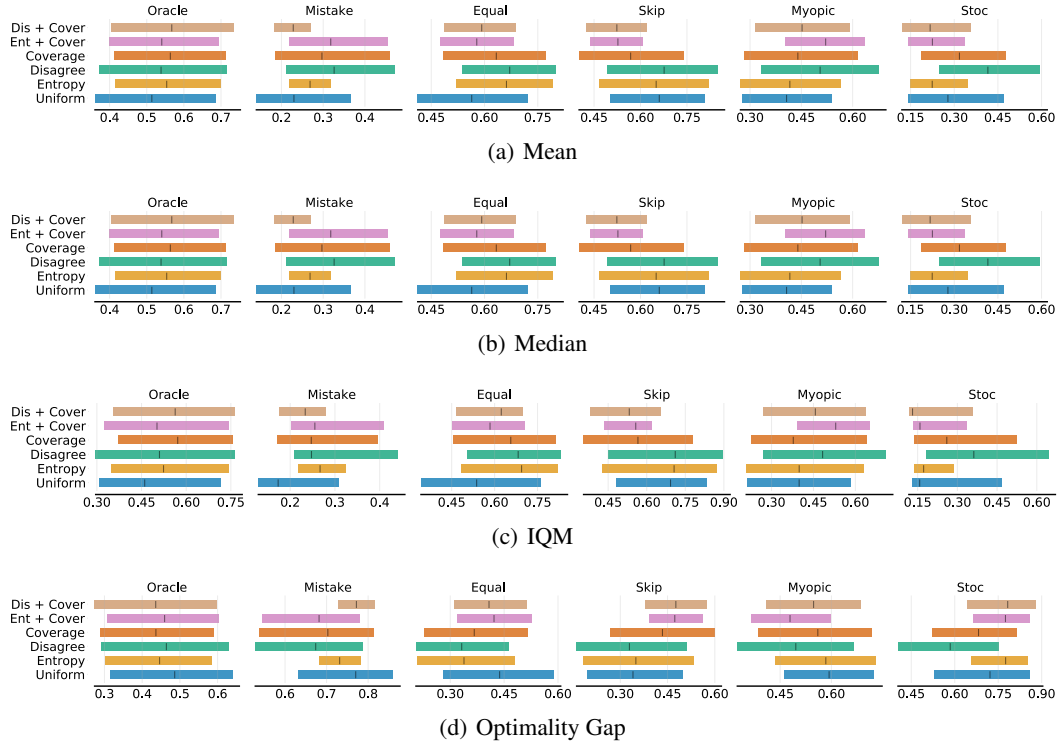 Oracle Mistake Equal Skip Myopic Stoc
Dis + Cover
Ent + Cover
Coverage
Disagree
Entropy
Uniform
0.4 0.5 0.6 0.7 0.2 0.3 0.4 0.45 0.60 0.75 0.45 0.60 0.75 0.30 0.45 0.60 0.15 0.30 0.45 0.60
(a) Mean
Oracle Mistake Equal Skip Myopic Stoc
Dis + Cover
Ent + Cover
Coverage
Disagree
Entropy
Uniform
0.4 0.5 0.6 0.7 0.2 0.3 0.4 0.45 0.60 0.75 0.45 0.60 0.75 0.30 0.45 0.60 0.15 0.30 0.45 0.60
(b) Median
Oracle Mistake Equal Skip Myopic Stoc
Dis + Cover
Ent + Cover
Coverage
Disagree
Entropy
Uniform
0.30 0.45 0.60 0.75 0.2 0.3 0.4 0.45 0.60 0.75 0.45 0.60 0.75 0.90 0.30 0.45 0.60 0.15 0.30 0.45 0.60
(c) IQM
Oracle Mistake Equal Skip Myopic Stoc
Dis + Cover
Ent + Cover
Coverage
Disagree
Entropy
Uniform
0.3 0.4 0.5 0.6 0.6 0.7 0.8 0.30 0.45 0.60 0.15 0.30 0.45 0.60 0.45 0.60 0.75 0.45 0.60 0.75 0.90
(d) Optimality Gap